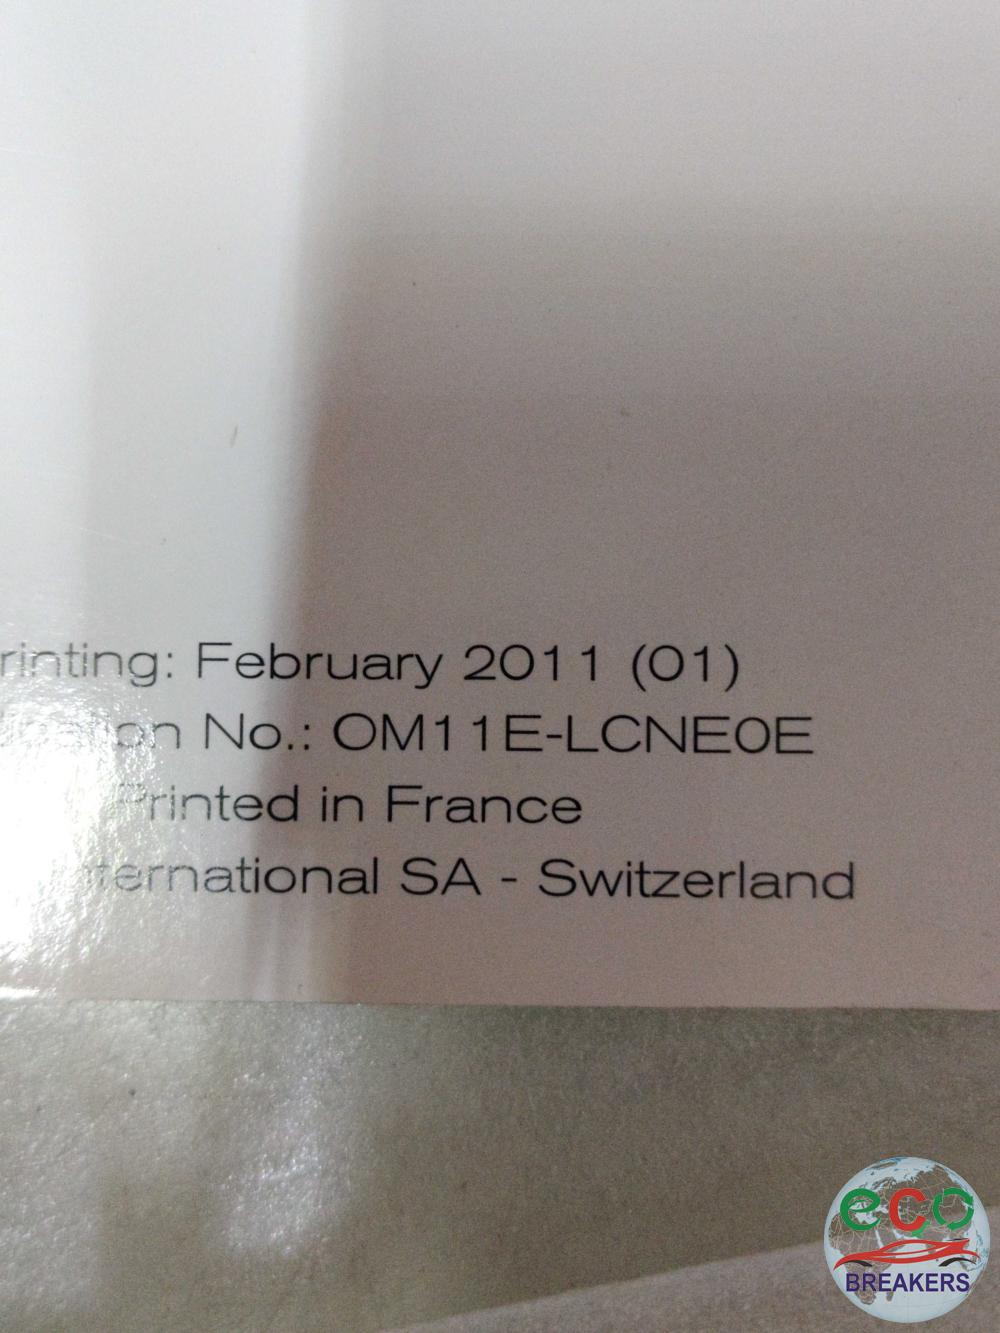 rinting: February 2011 (01)
No.: OM11E-LCNE0E
Printed in France
ternational SA - Switzerland
eco
BREAKERS